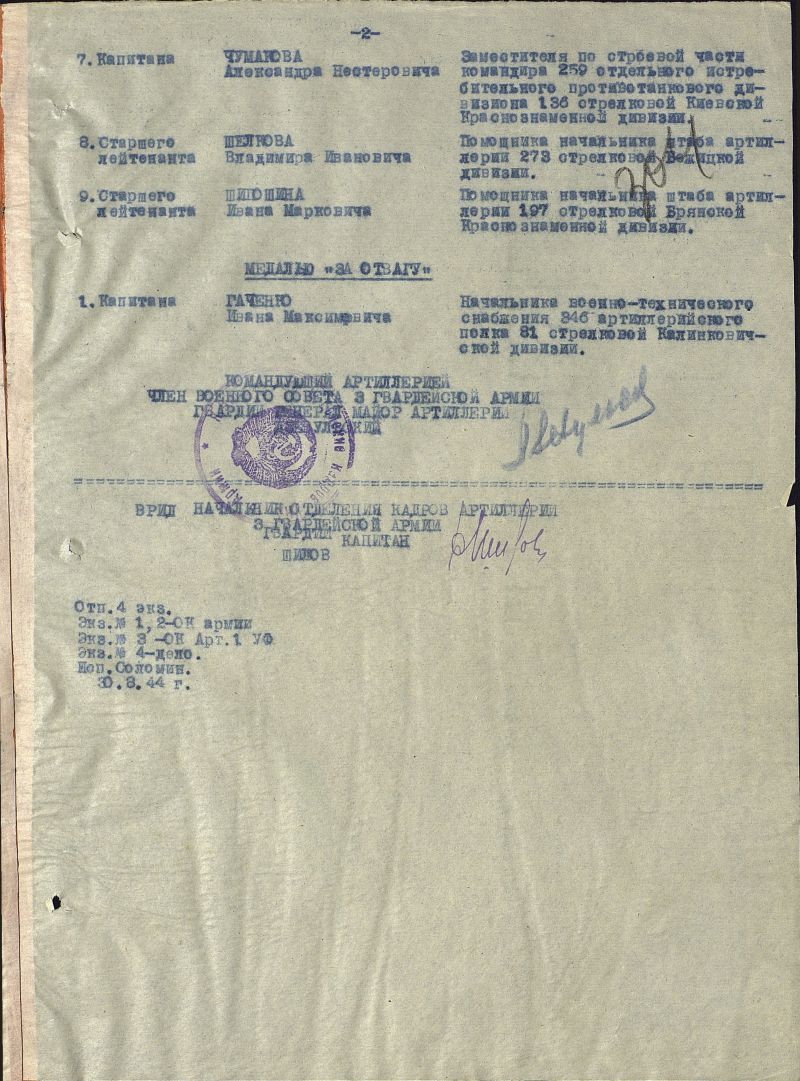 -2-
7. Капитана ЧУМАКОВА Заместителя по строевой части
Александра Нестеровича командира 259 отдельного истре-
бительного противотанкового ди-
визиона 136 стрелковой Киевской
Краснознаменной дивизии.
8. Старшего ШЕЛКОВА Помощника начальника штаба артил-
лейтенанта Владимира Ивановича лерии 273 стрелковой Бежицкой
дивизии.
9. Старшего ШИПОШИНА Помощника начальника штаба артил-
лейтенанта Ивана Марковича лерии 197 стрелковой Брянской
Краснознаменной дивизии.
304
МЕДАЛЬЮ "ЗА ОТВАГУ"
1. Капитана ГАЧЕНКО Начальника военно-технического
Ивана Максимовича снабжения 346 артиллерийского
полка 81 стрелковой Калинкович-
ской дивизии.
КОМАНДУЩИЙ АРТИЛЛЕРИЕЙ
ЧЛЕН ВОЕННОГО СОВЕТА 3 ГВАРДЕЙСКОЙ АРМИИ
ГВАРДИИ ГЕНЕРАЛ МАЙОР АРТИЛЛЕРИИ
ВРИД НАЧАЛЬНИК ОТДЕЛЕНИЯ КАДРОВ АРТИЛЛЕРИИ
3 ГВАРДЕЙСКОЙ АРМИИ
ГВАРДИИ КАПИТАН
ШИЛОВ
Отп. 4 экз.
Экз.№ 1,2-ОК армии
Экз.№ 3 -ОК Арт.1 УФ
Экз.№ 4-дело.
Исп.Соломин.
30.8.44 г.